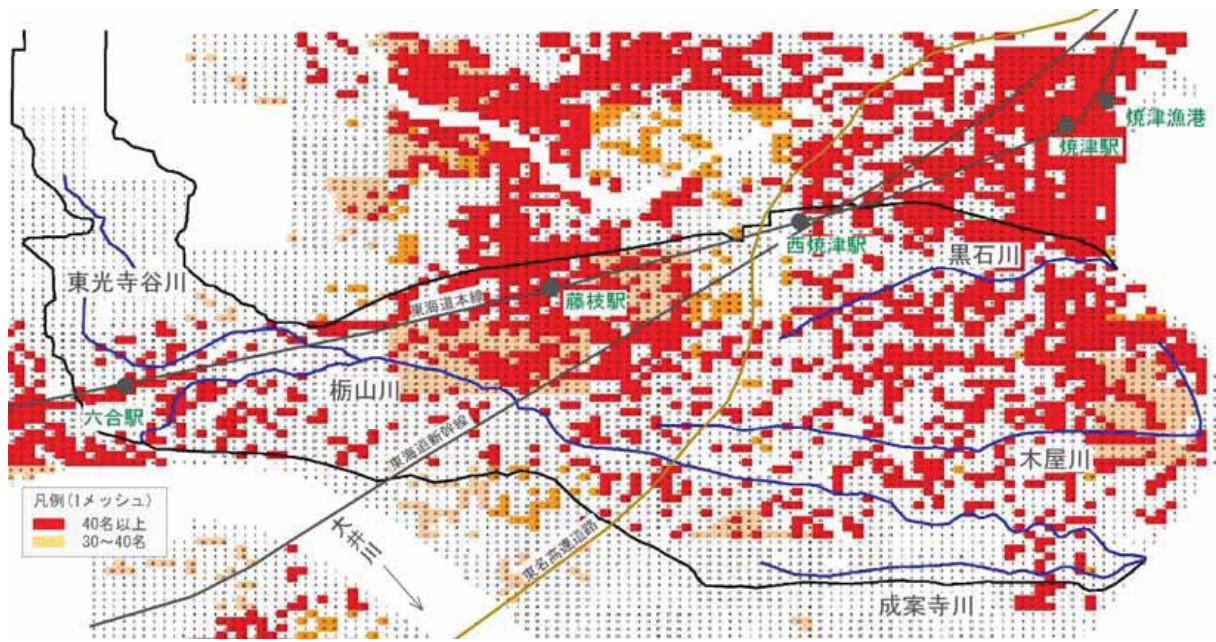 焼津漁港
焼津駅
西焼津駅
黒石川
東光寺谷川
東海道本線
藤枝駅
六合駅
栃山川
東海道新幹線
木屋川
凡例(1メッシュ)
40名以上
30~40名
大井川
東名高速道路
成案寺川